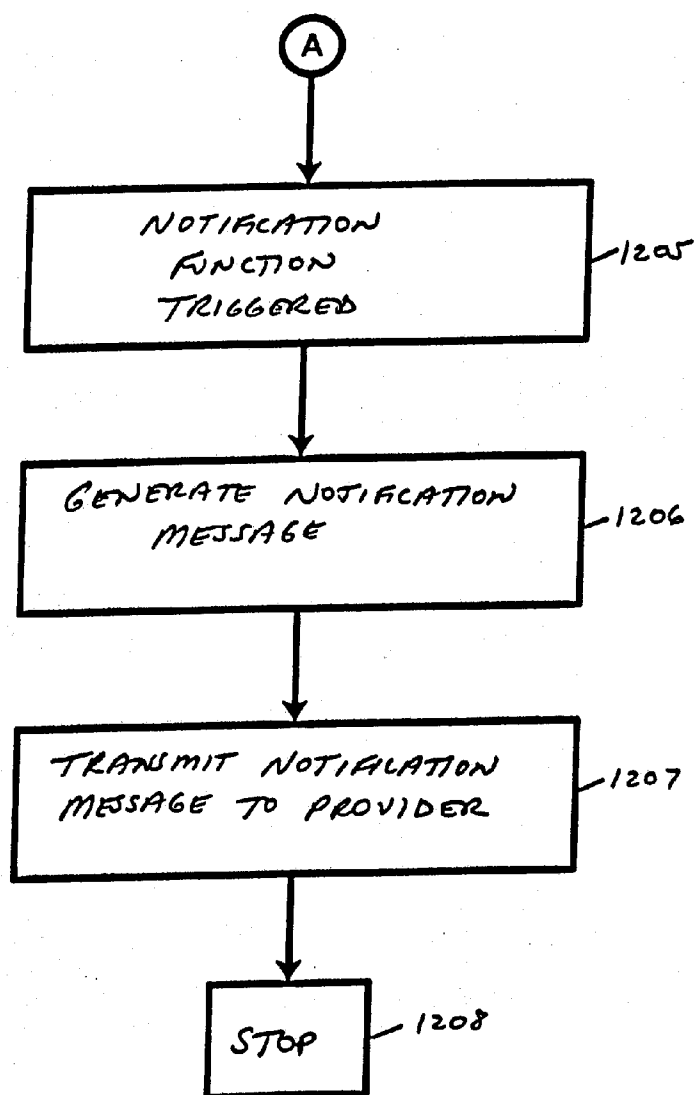 A
NOTIFICATION
FUNCTION
TRIGGERED
1205
GENERATE NOTIFICATION
MESSAGE
1206
TRANSMIT NOTIFICATION
MESSAGE TO PROVIDER
1207
STOP
1208